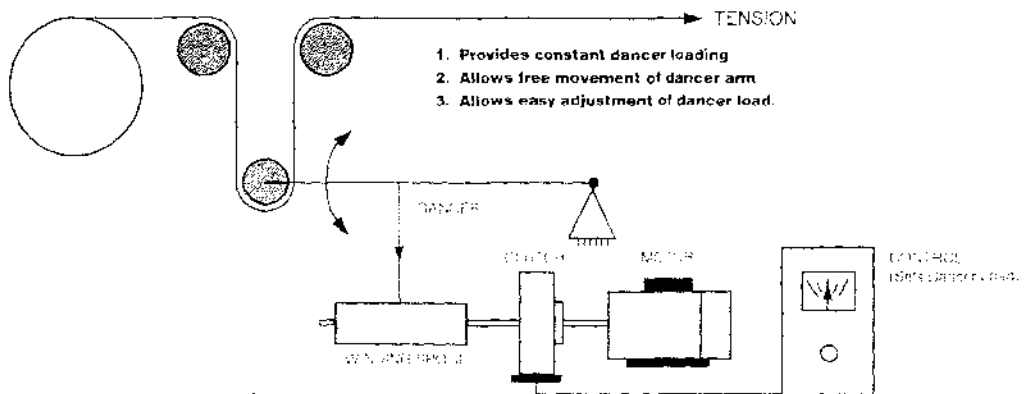 TENSION
1. Provides constant dancer loading
2. Allows free movement of dancer arm
3. Allows easy adjustment of dancer load.
DANCER
CLUTCH
MOTOR
CONTROL